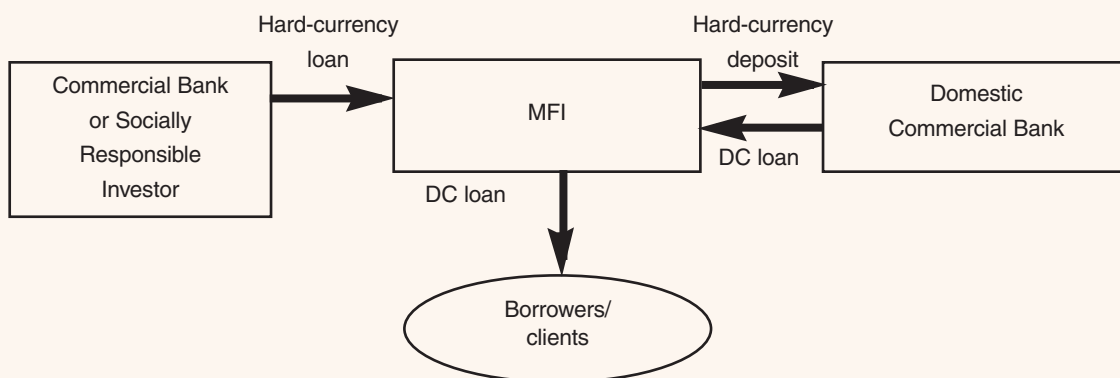 Hard-currency
loan
Hard-currency
deposit
Commercial Bank
or Socially
Responsible
Investor
MFI
Domestic
Commercial Bank
DC loan
DC loan
Borrowers/
clients